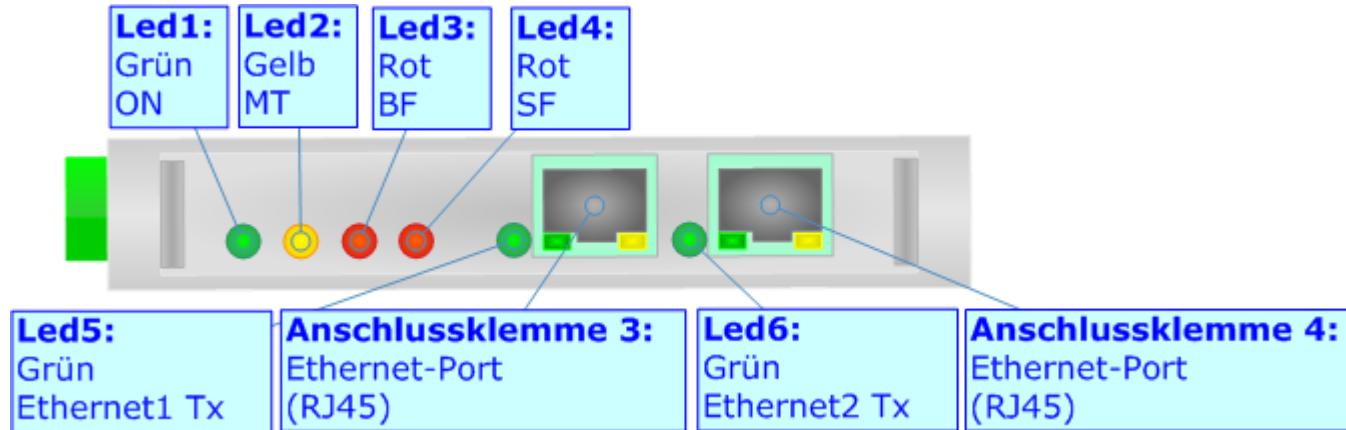 Led1:
Grün
ON
Led2:
Gelb
MT
Led3:
Rot
BF
Led4:
Rot
SF
Led5:
Grün
Ethernet1 Tx
Anschlussklemme 3:
Ethernet-Port
(RJ45)
Led6:
Grün
Ethernet2 Tx
Anschlussklemme 4:
Ethernet-Port
(RJ45)